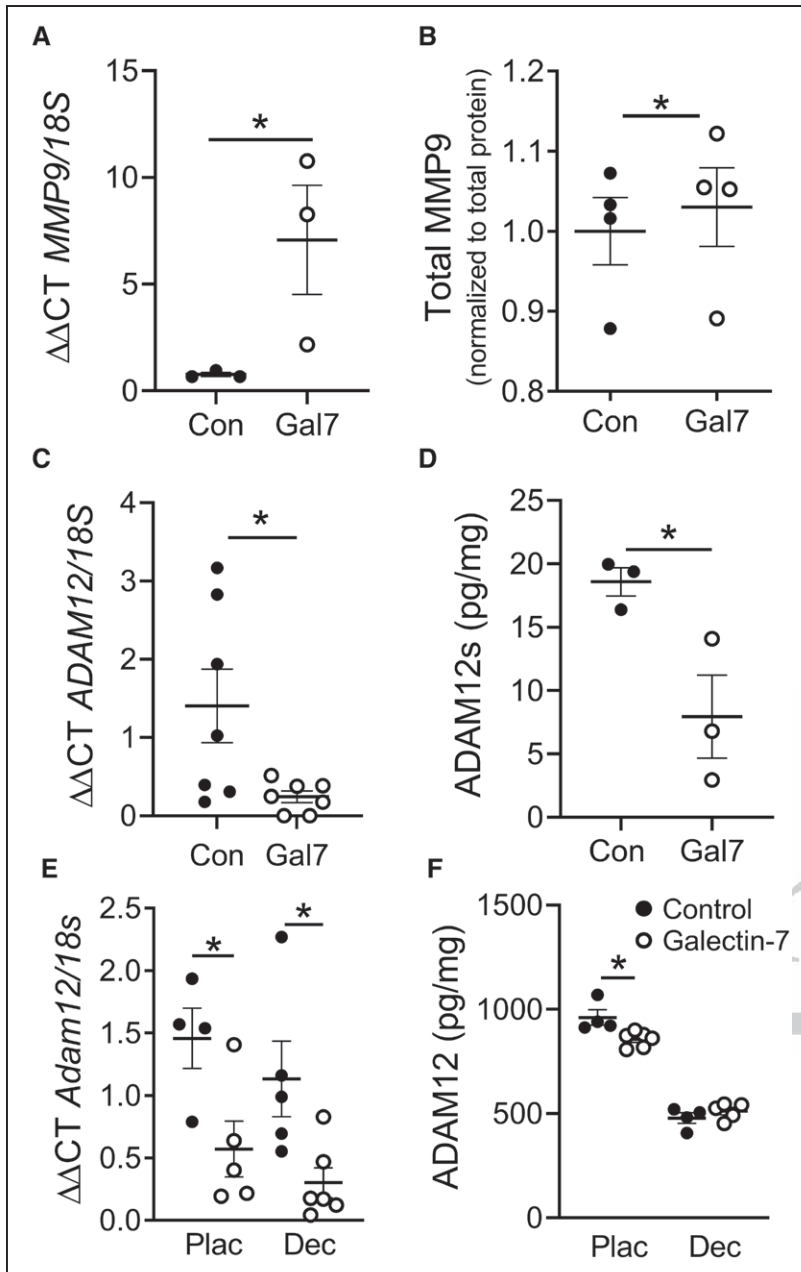 A
ΔΔCT MMP9/18S
15
10
5
0
*
Con Gal7
B
Total MMP9
(normalized to total protein)
1.2
1.1
1.0
0.9
0.8
*
Con Gal7
C
ΔΔCT ADAM12/18S
4
3
2
1
0
*
Con Gal7
D
ADAM12s (pg/mg)
25
20
15
10
5
0
*
Con Gal7
E
ΔΔCT Adam12/18s
2.5
2.0
1.5
1.0
0.5
0.0
* *
Plac Dec
F
ADAM12 (pg/mg)
1500
1000
500
0
Control
Galectin-7
*
Plac Dec